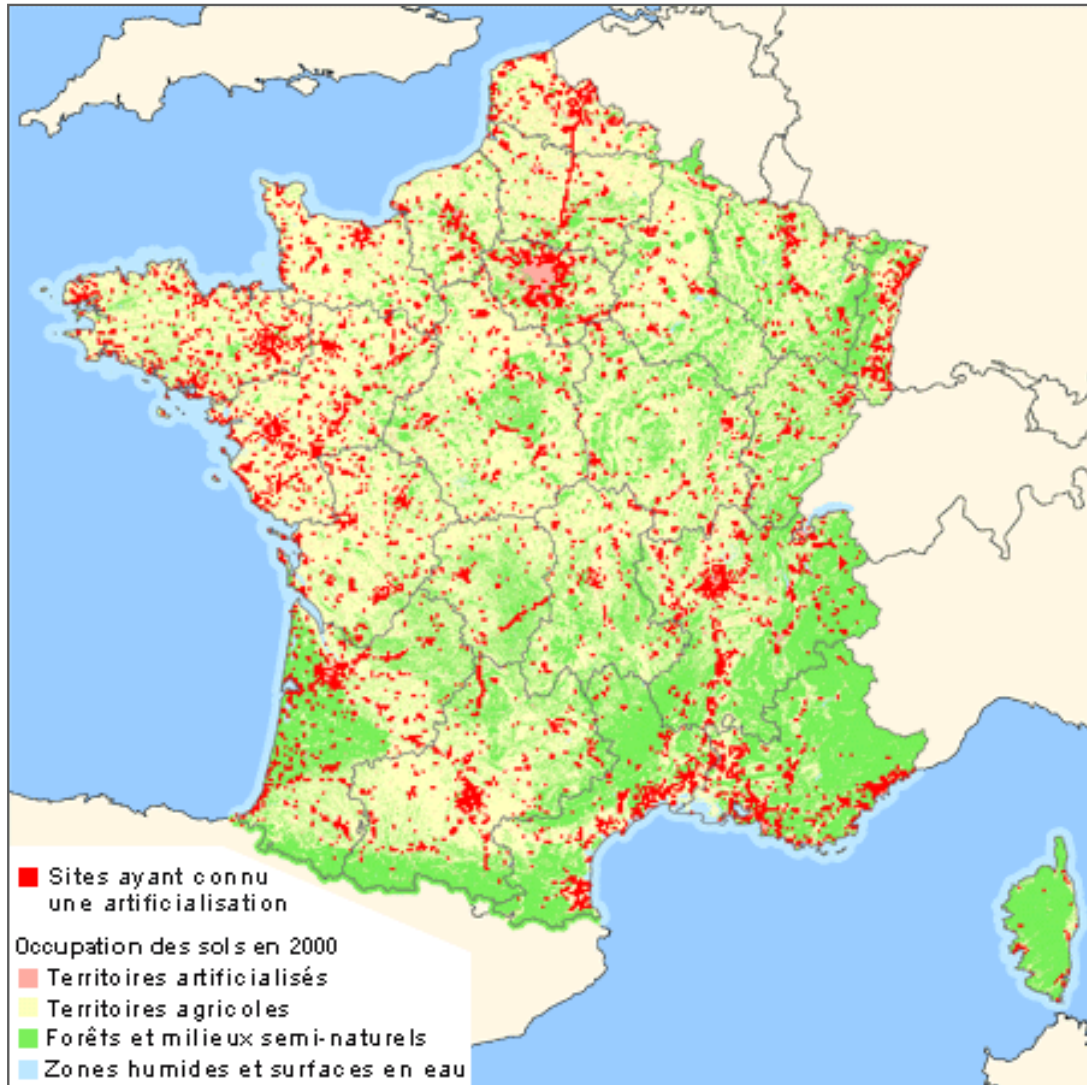 Sites ayant connu
une artificialisation
Occupation des sols en 2000
Territoires artificialisés
Territoires agricoles
Forêts et milieux semi-naturels
Zones humides et surfaces en eau